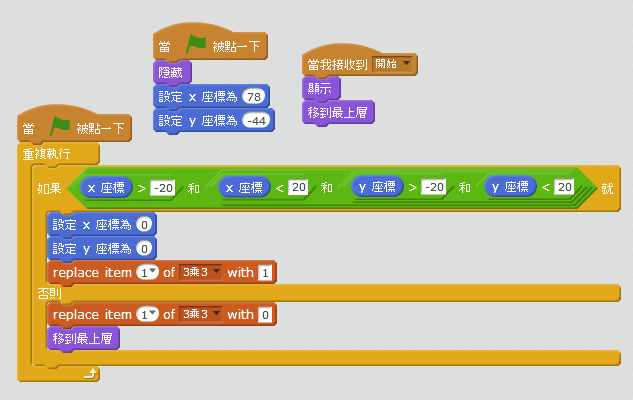 當 被點一下
隱藏
設定 x 座標為 78
設定 y 座標為 -44
當我接收到 開始
顯示
移到最上層
當 被點一下
重複執行
如果 x 座標 > -20 和 x 座標 < 20 和 y 座標 > -20 和 y 座標 < 20 就
設定 x 座標為 0
設定 y 座標為 0
replace item 1 of 3乘3 with 1
否則
replace item 1 of 3乘3 with 0
移到最上層